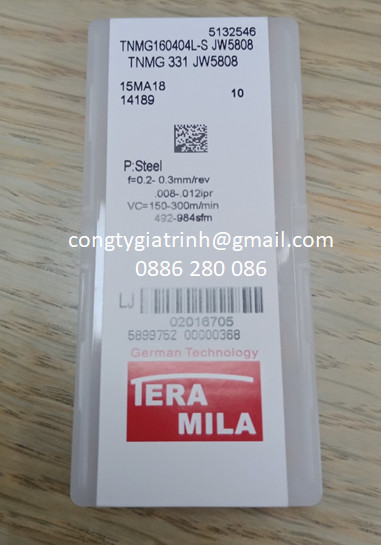 5132546
TNMG160404L-S JW5808
TNMG 331 JW5808
15MA18
14189 10
P:Steel
f=0.2- 0.3mm/rev
.008-.012ipr
VC=150-300m/min
492-984sfm
congtygiatrinh@gmail.com
0886 280 086
LJ
02016705
5899752 00000368
German Technology
TERA
MILA